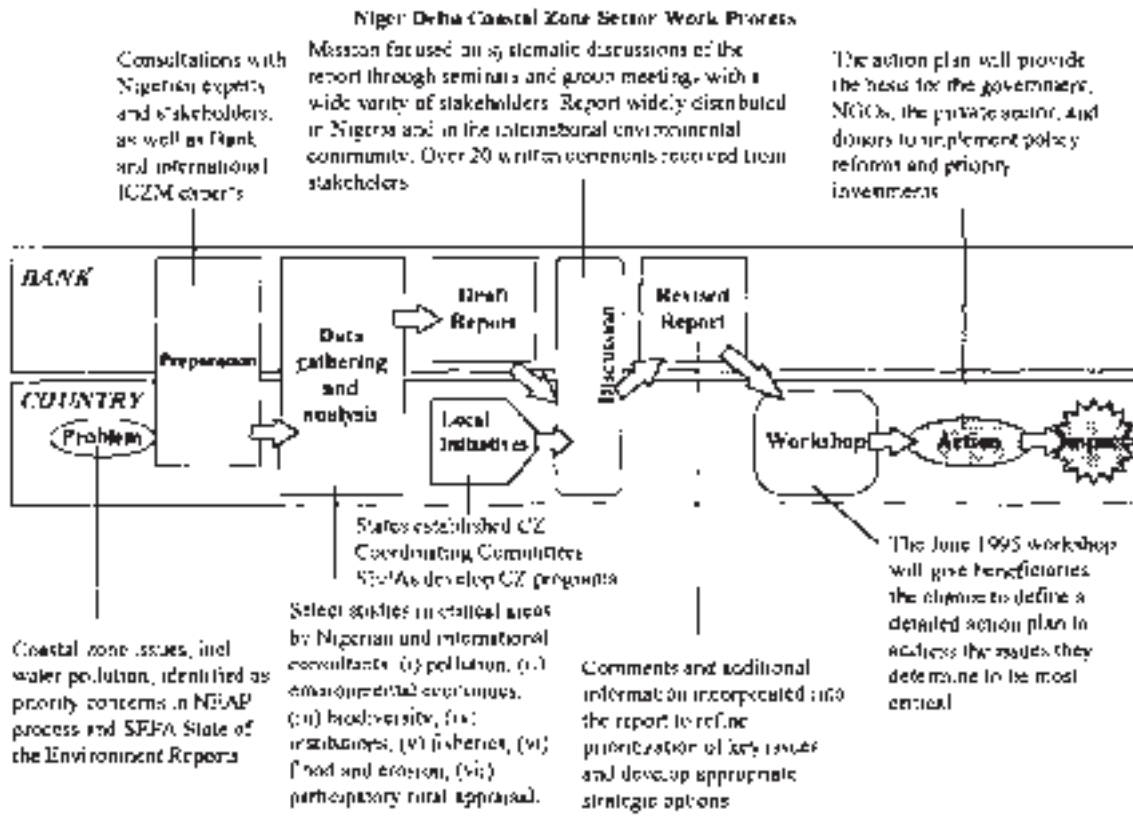 Niger Delta Coastal Zone Sector Work Process
Consultations with
Nigerian experts
and stakeholders,
as well as Bank
and international
ICZM experts
Mission focused on systematic discussions of the
report through seminars and group meetings with a
wide varity of stakeholders. Report widely distributed
in Nigeria and in the international environmental
community. Over 20 written comments received from
stakeholers
The action plan will provide
the basis for the government,
NGOs, the private sector, and
donors to implement policy
reforms and priority
investments
BANK
Preparation
Data
gathering
and
analysis
Draft
Report
Discussion
Revised
Report
COUNTRY
Problem
Local
Initiatives
Workshop
Action
Impact
States established CZ
Coordinating Committees
develop CZ programs
The June 1995 workshop
will give beneficiaries
the chance to define a
detailed action plan to
address the issues they
determine to be most
critical
Coastal zone issues, incl
water pollution, identified as
priority concerns in NEAP
process and SEPA State of
the Environment Reports
Select studies in critical areas
by Nigerian and international
consultants (i) pollution, (ii)
environmental economics,
(iii) biodiversity, (iv)
institutions, (v) fisheries, (vi)
flood and erosion, (vii)
participatory rural appraisal.
Comments and additional
information incorporated into
the report to refine
prioritization of key issues
and develop appropriate
strategic options